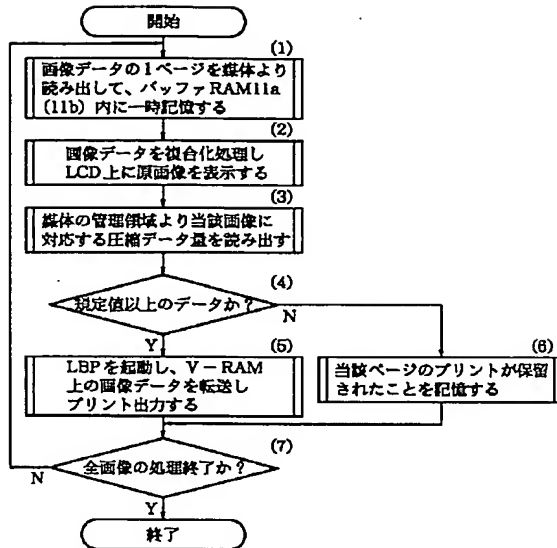 開始
(1)
画像データの1ページを媒体より
読み出して、バッファRAM11a
(11b)内に一時記憶する
(2)
画像データを複合化処理し
LCD上に原画像を表示する
(3)
媒体の管理領域より当該画像に
対応する圧縮データ量を読み出す
(4)
規定値以上のデータか?
N
Y
(5)
LBPを起動し、V-RAM
上の画像データを転送し
プリント出力する
(6)
当該ページのプリントが保留
されたことを記憶する
(7)
全画像の処理終了か?
N
Y
終了